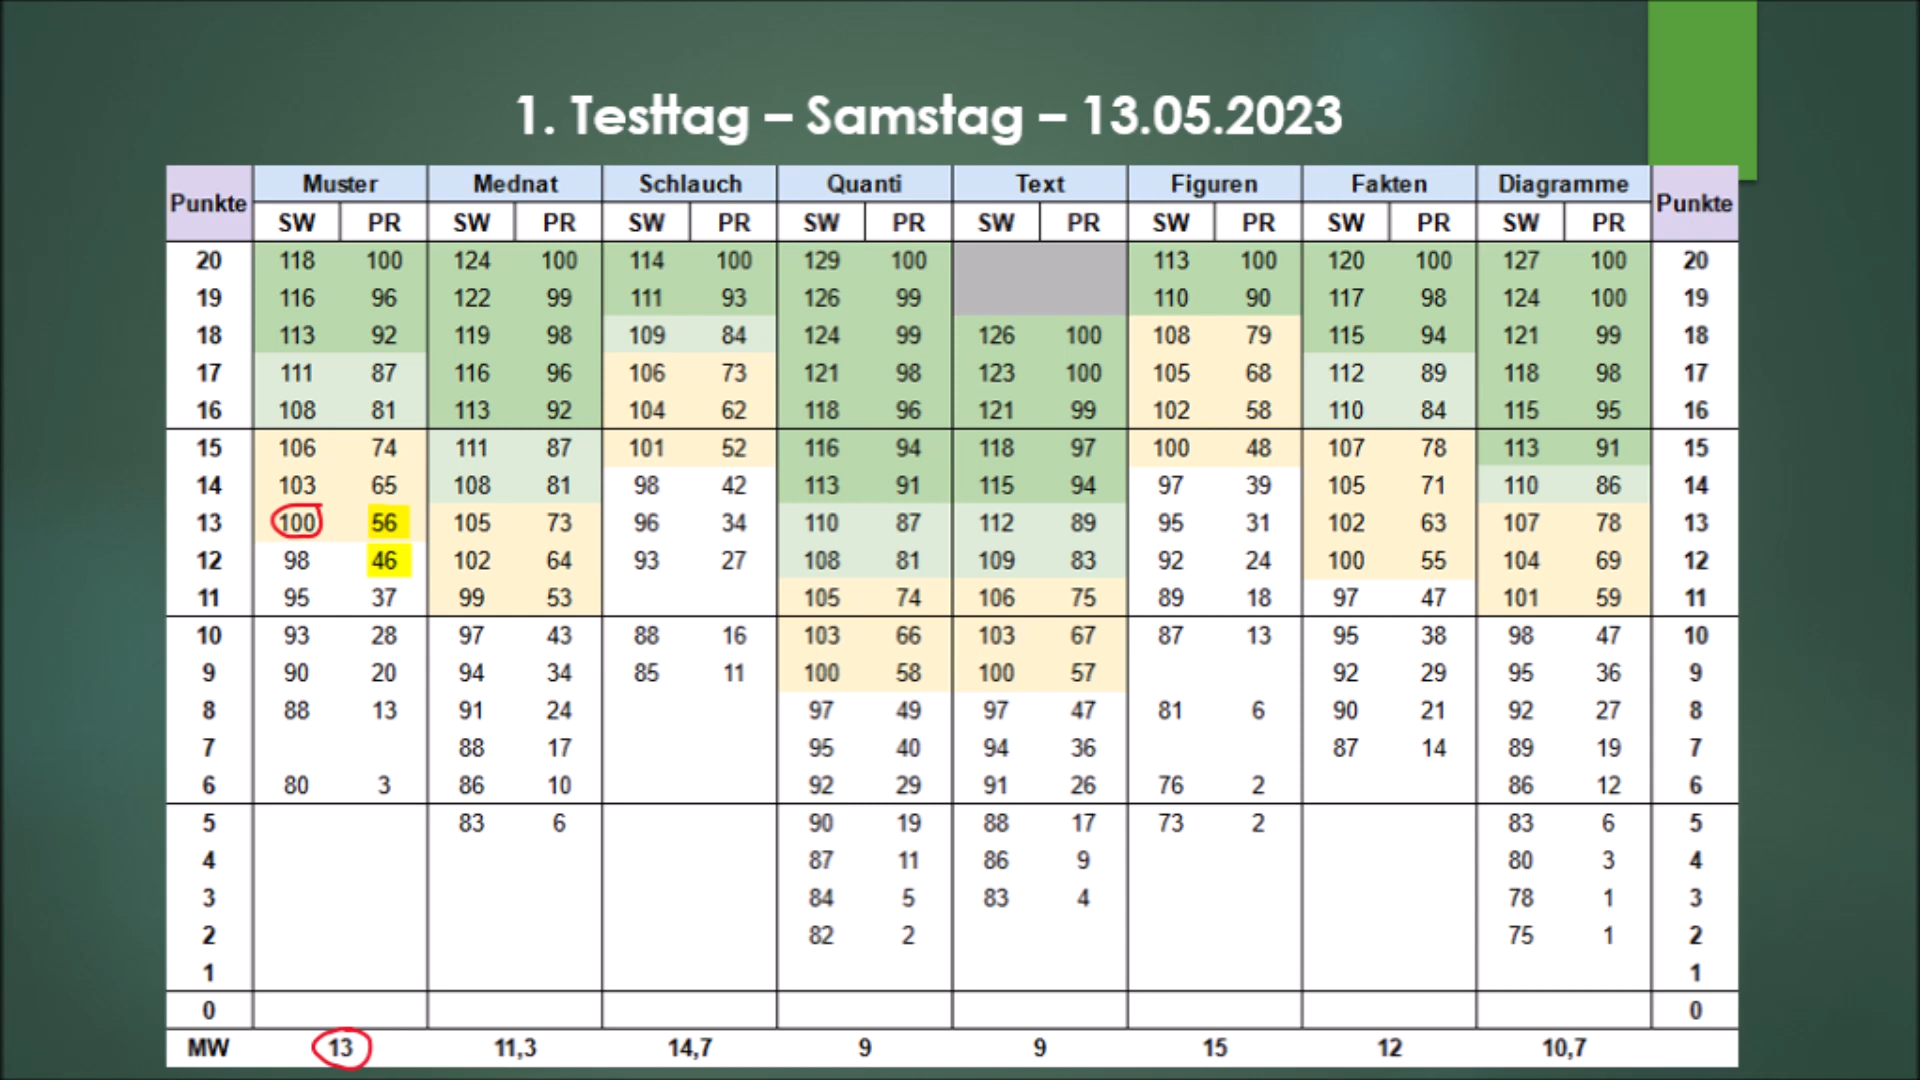 1. Testtag – Samstag – 13.05.2023
Punkte Muster Mednat Schlauch Quanti Text Figuren Fakten Diagramme Punkte
SW PR SW PR SW PR SW PR SW PR SW PR SW PR SW PR
20 118 100 124 100 114 100 129 100 113 100 120 100 127 100 20
19 116 96 122 99 111 93 126 99 110 90 117 98 124 100 19
18 113 92 119 98 109 84 124 99 126 100 108 79 115 94 121 99 18
17 111 87 116 96 106 73 121 98 123 100 105 68 112 89 118 98 17
16 108 81 113 92 104 62 118 96 121 99 102 58 110 84 115 95 16
15 106 74 111 87 101 52 116 94 118 97 100 48 107 78 113 91 15
14 103 65 108 81 98 42 113 91 115 94 97 39 105 71 110 86 14
13 100 56 105 73 96 34 110 87 112 89 95 31 102 63 107 78 13
12 98 46 102 64 93 27 108 81 109 83 92 24 100 55 104 69 12
11 95 37 99 53 105 74 106 75 89 18 97 47 101 59 11
10 93 28 97 43 88 16 103 66 103 67 87 13 95 38 98 47 10
9 90 20 94 34 85 11 100 58 100 57 92 29 95 36 9
8 88 13 91 24 97 49 97 47 81 6 90 21 92 27 8
7 88 17 95 40 94 36 87 14 89 19 7
6 80 3 86 10 92 29 91 26 76 2 86 12 6
5 83 6 90 19 88 17 73 2 83 6 5
4 87 11 86 9 80 3 4
3 84 5 83 4 78 1 3
2 82 2 75 1 2
1 1
0 0
MW 13 11,3 14,7 9 9 15 12 10,7